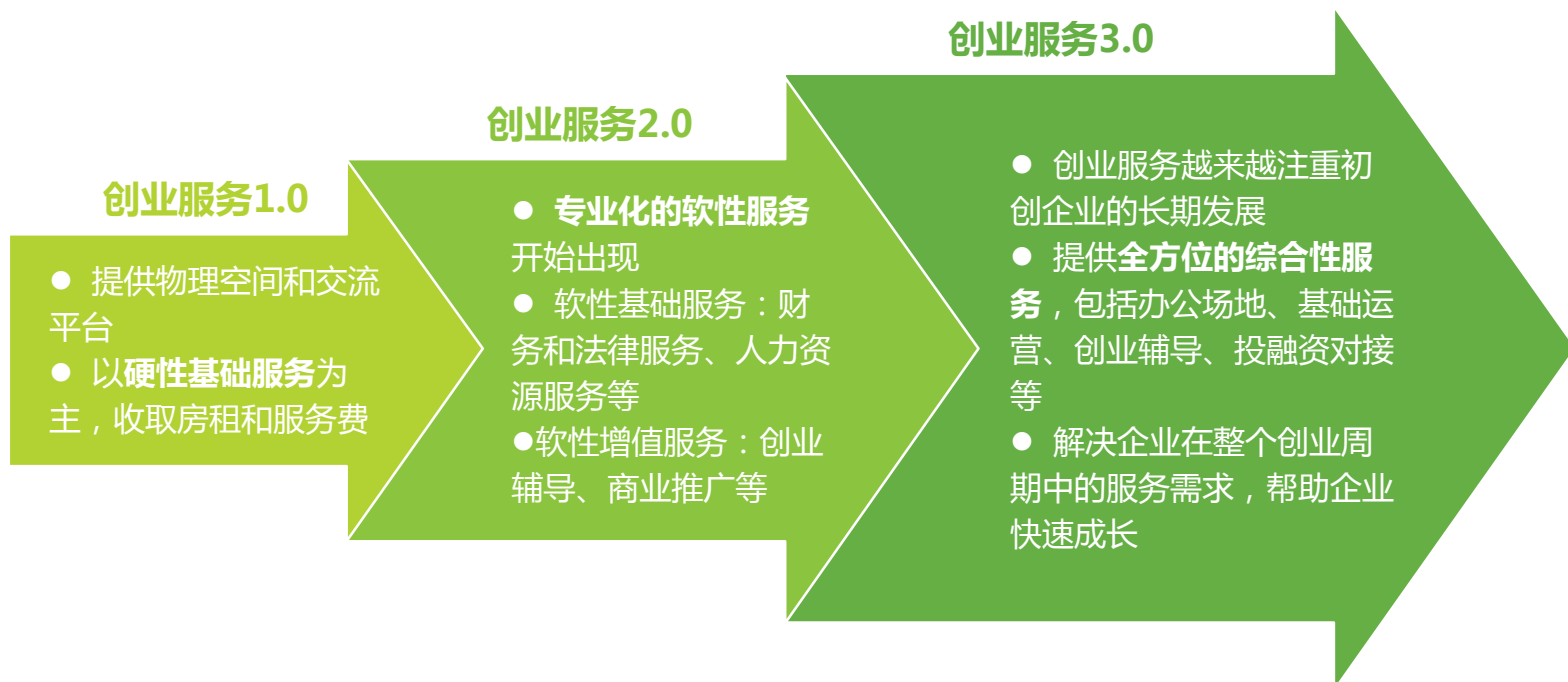 创业服务1.0
● 提供物理空间和交流
平台
● 以硬性基础服务为
主，收取房租和服务费
创业服务2.0
● 专业化的软性服务
开始出现
● 软性基础服务：财
务和法律服务、人力资
源服务等
●软性增值服务：创业
辅导、商业推广等
创业服务3.0
● 创业服务越来越注重初
创企业的长期发展
● 提供全方位的综合性服
务，包括办公场地、基础运
营、创业辅导、投融资对接
等
● 解决企业在整个创业周
期中的服务需求，帮助企业
快速成长